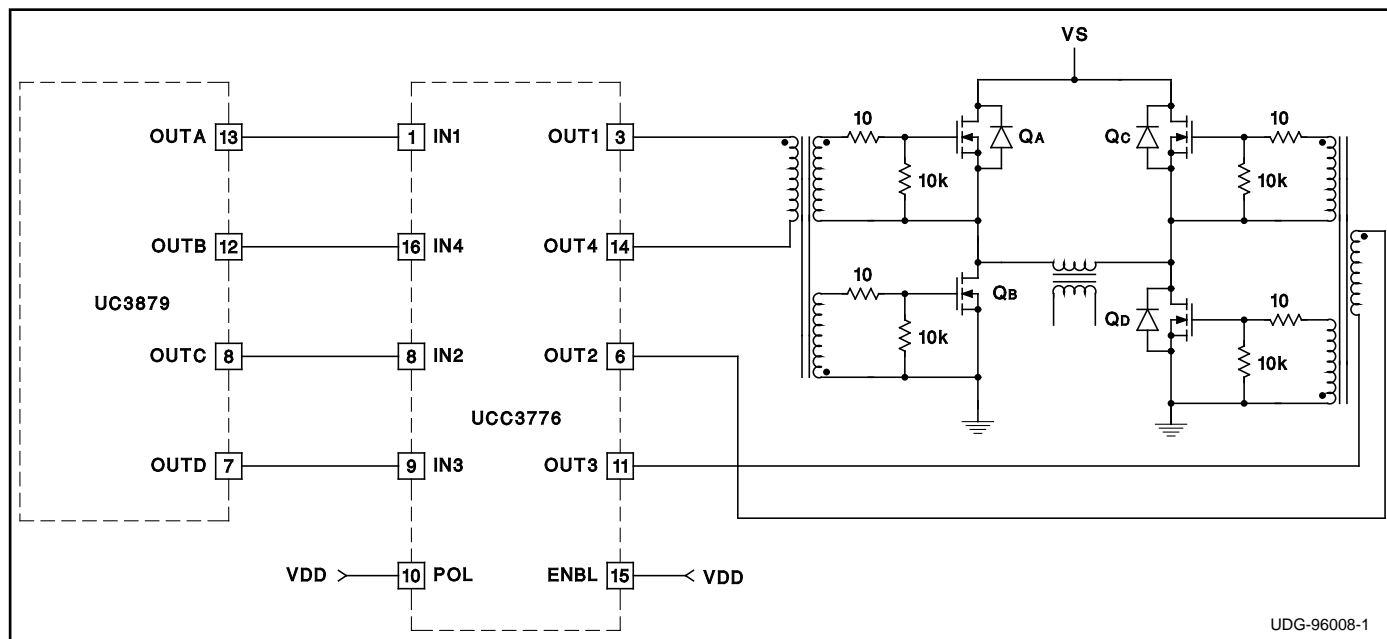 VS
OUTA 13 1 IN1 OUT1 3
10 QA QC 10
10k 10k
OUTB 12 16 IN4 OUT4 14
UC3879
10 QB QD 10
10k 10k
OUTC 8 8 IN2 OUT2 6
UCC3776
OUTD 7 9 IN3 OUT3 11
VDD 10 POL ENBL 15 VDD
UDG-96008-1